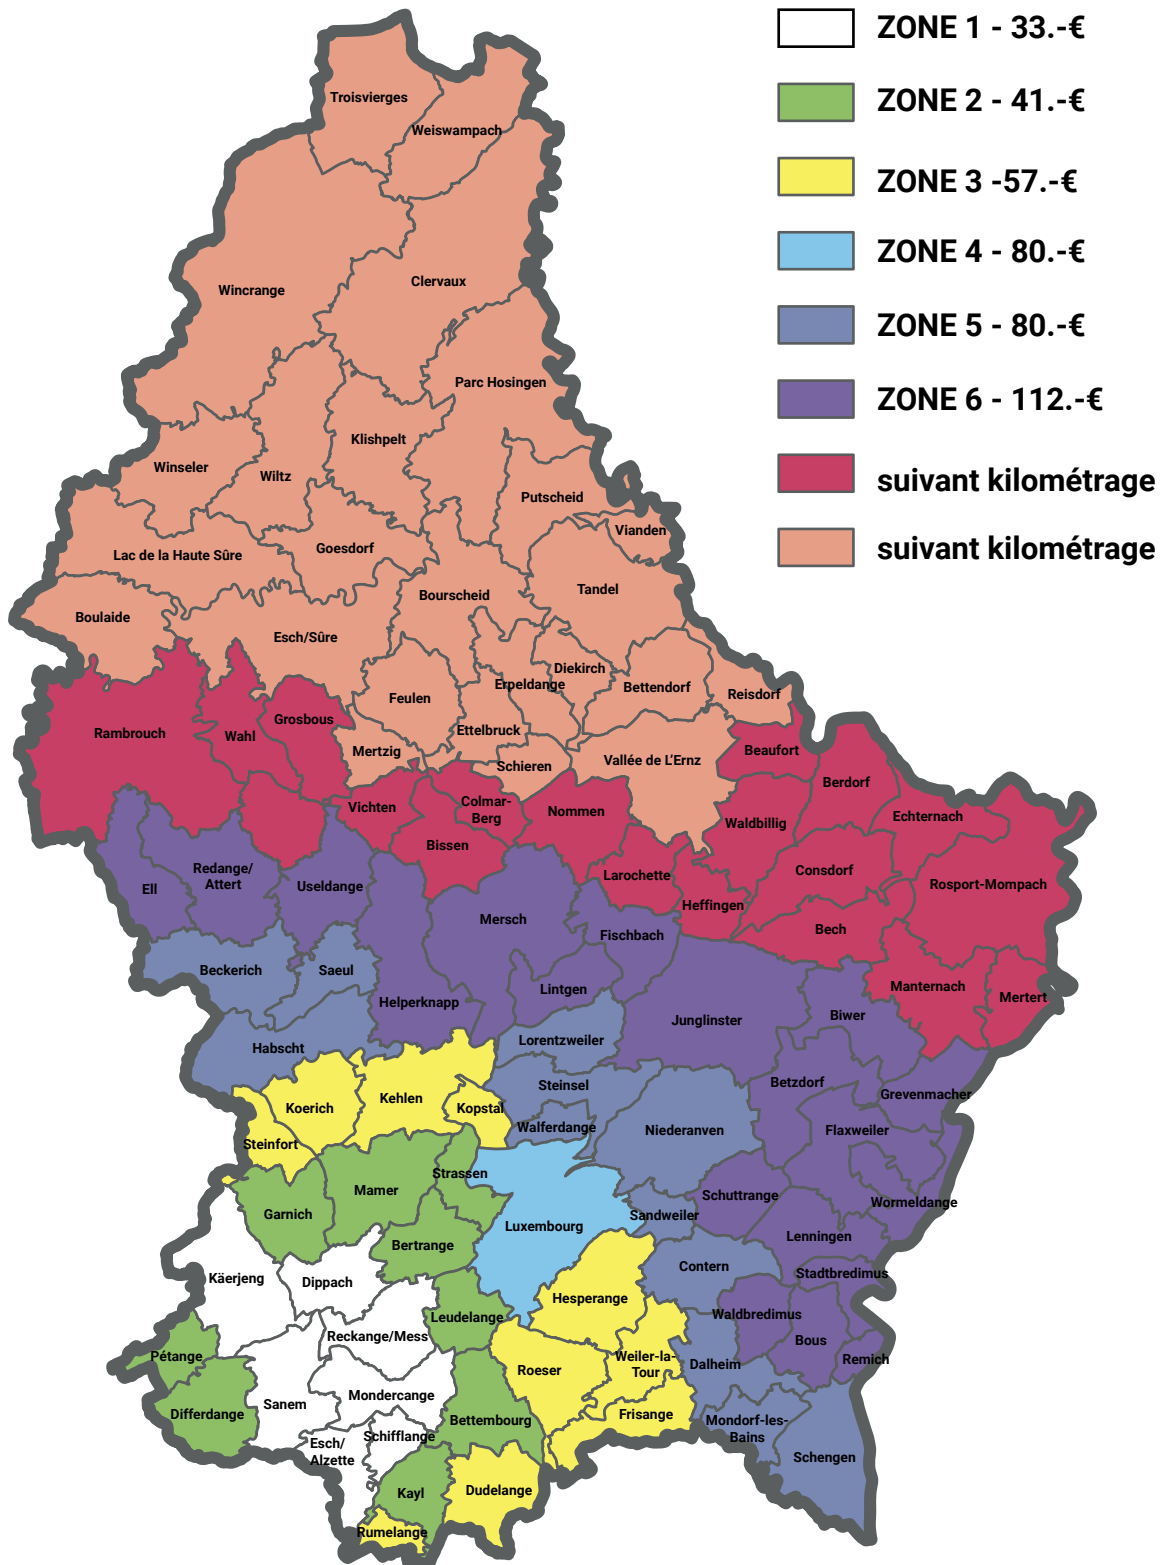 ZONE 1 - 33.-€
ZONE 2 - 41.-€
ZONE 3 -57.-€
ZONE 4 - 80.-€
ZONE 5 - 80.-€
ZONE 6 - 112.-€
suivant kilométrage
suivant kilométrage
Troisvierges
Weiswampach
Wincrange
Clervaux
Parc Hosingen
Klishpelt
Winseler
Wiltz
Putscheid
Vianden
Goesdorf
Lac de la Haute Sûre
Tandel
Bourscheid
Boulaide
Esch/Sûre
Diekirch
Erpeldange
Bettendorf
Reisdorf
Feulen
Ettelbruck
Grosbous
Rambrouch
Wahl
Mertzig
Schieren
Vallée de L’Ernz
Beaufort
Berdorf
Vichten
Colmar-
Berg
Nommen
Waldbillig
Echternach
Bissen
Consdorf
Larochette
Rosport-Mompach
Redange/
Attert
Useldange
Ell
Heffingen
Mersch
Bech
Fischbach
Beckerich
Saeul
Lintgen
Manternach
Mertert
Helperknapp
Junglinster
Biwer
Habscht
Lorentzweiler
Steinsel
Betzdorf
Grevenmacher
Koerich
Kehlen
Kopstal
Walferdange
Niederanven
Flaxweiler
Steinfort
Strassen
Mamer
Schuttrange
Wormeldange
Garnich
Luxembourg
Sandweiler
Lenningen
Bertrange
Contern
Stadtbredimus
Käerjeng
Dippach
Hesperange
Leudelange
Waldbredimus
Reckange/Mess
Bous
Pétange
Roeser
Weiler-la-
Tour
Dalheim
Remich
Mondercange
Sanem
Differdange
Bettembourg
Frisange
Mondorf-les-
Bains
Schifflange
Esch/
Alzette
Schengen
Kayl
Dudelange
Rumelange